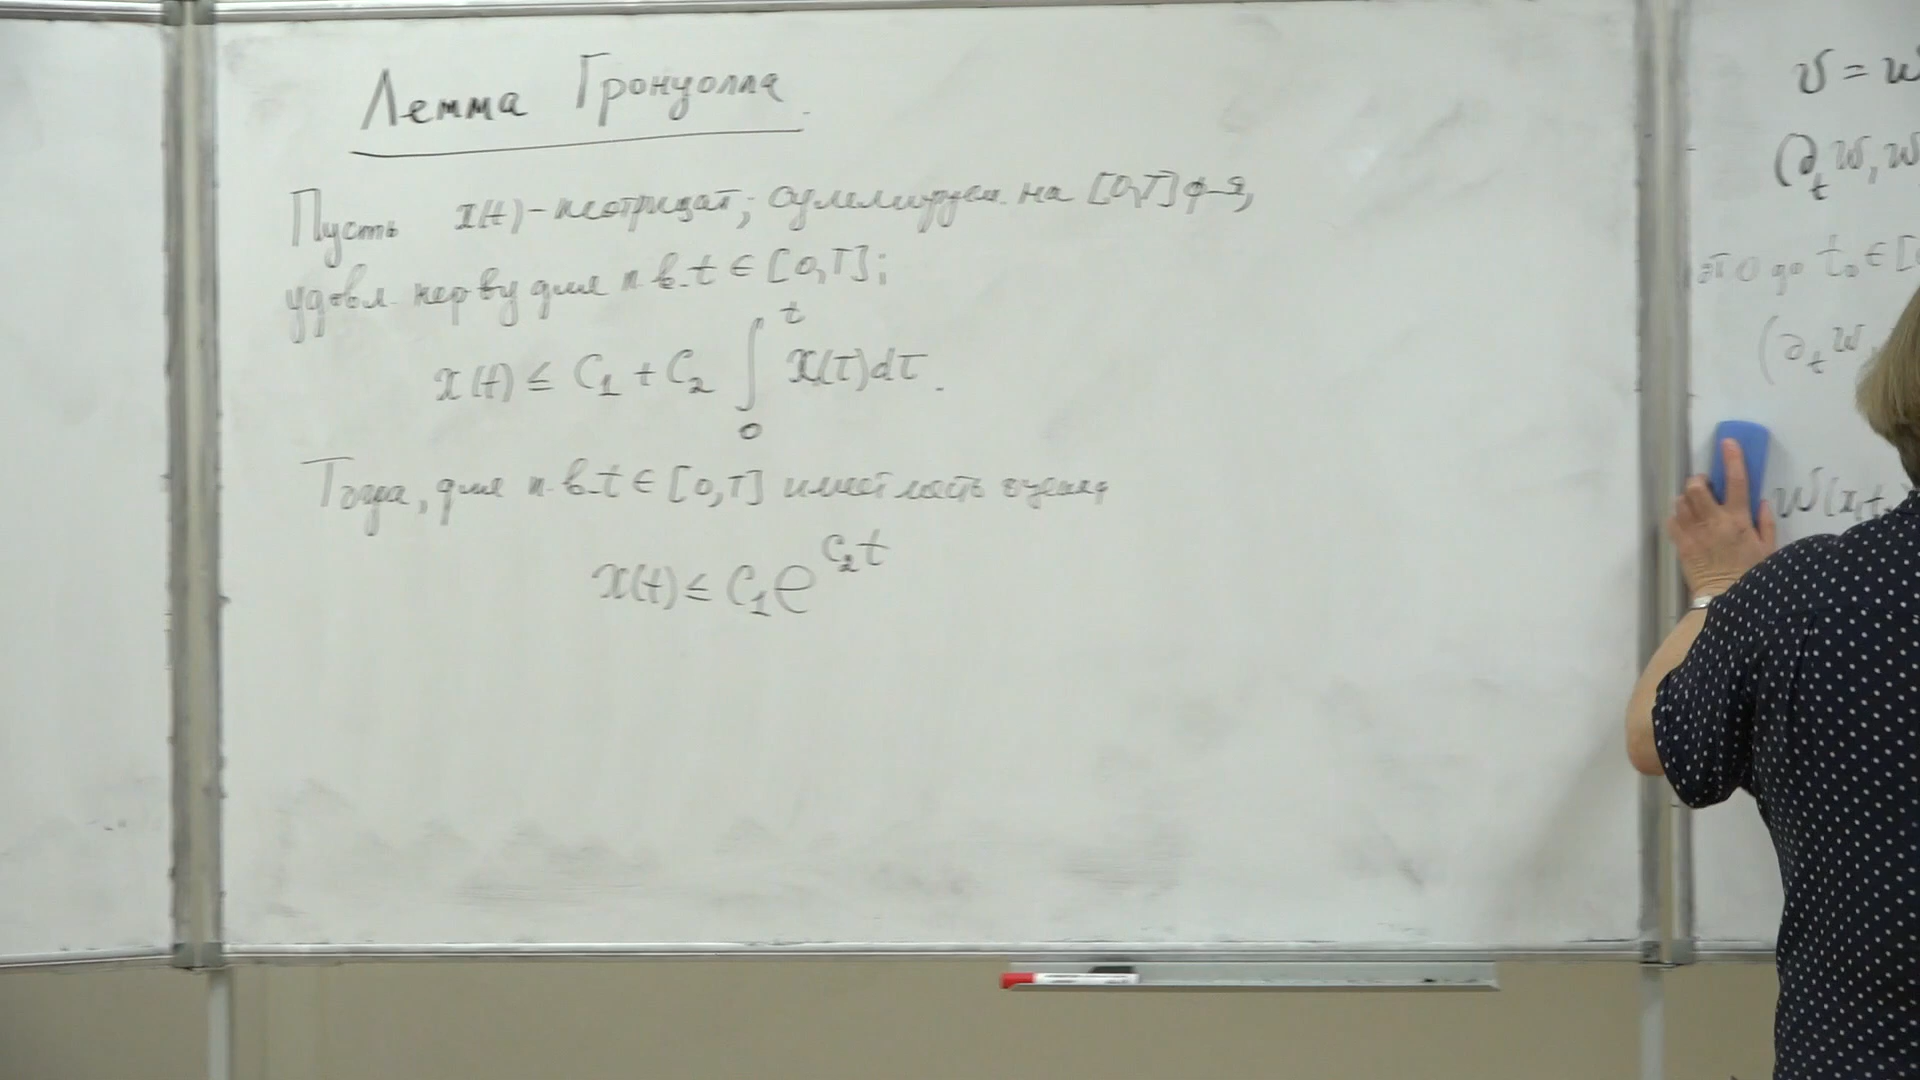 Лемма Гронуолла.
Пусть x(t) - неотрицат; суммируем. на [0,T] ф-я,
удовл. нер-ву для п.в. t ∈ [0,T];
x(t) ≤ C₁ + C₂ ∫₀ᵗ x(τ)dτ.
Тогда, для п.в. t ∈ [0,T] имеет место оценка
x(t) ≤ C₁e^{C₂t}
v = w
(∂ₜw, w
это до t₀ ∈ [0
(∂ₜw,
w(x,t